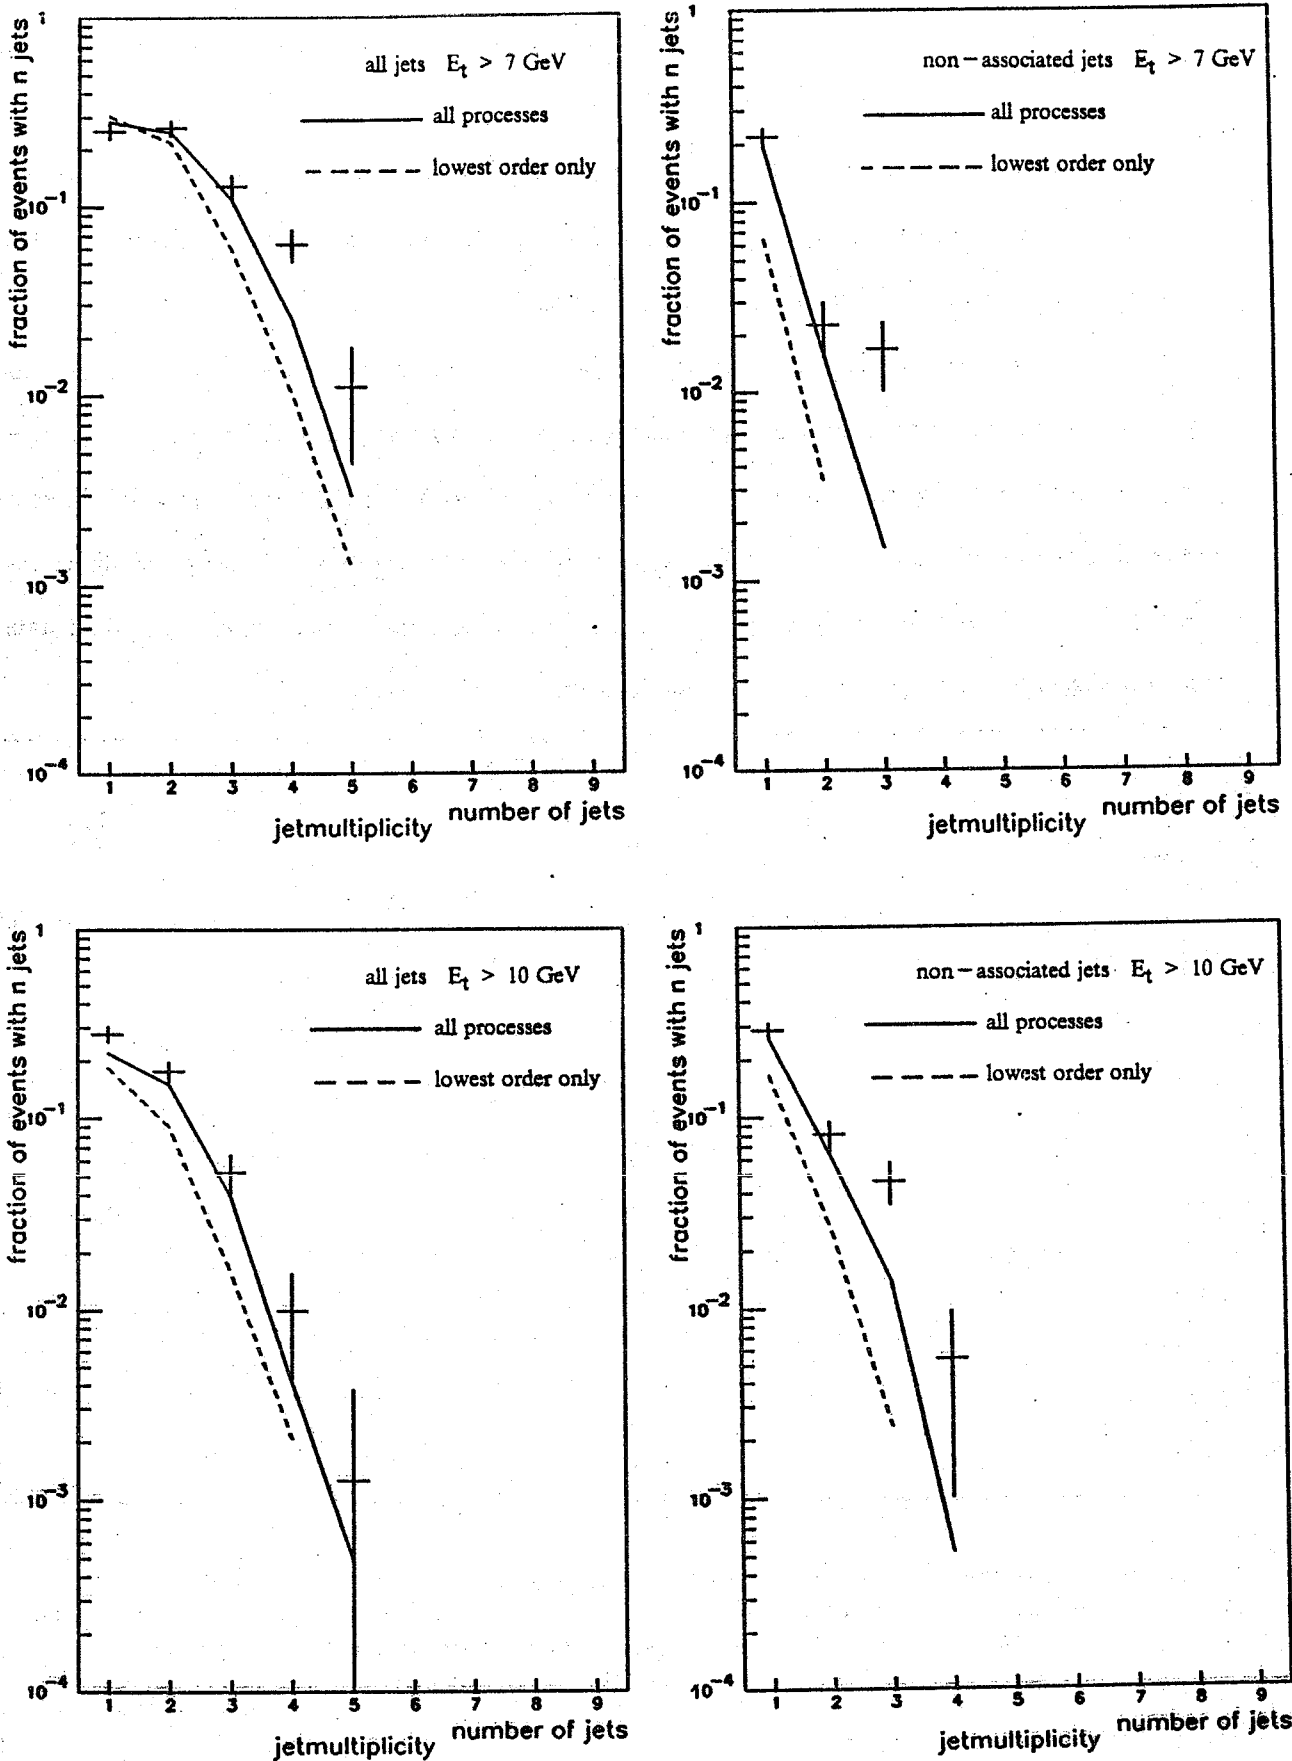 fraction of events with n jets
all jets E_t > 7 GeV
all processes
lowest order only
1
10^-1
10^-2
10^-3
10^-4
1 2 3 4 5 6 7 8 9
number of jets
jetmultiplicity
fraction of events with n jets
non-associated jets E_t > 7 GeV
all processes
lowest order only
1
10^-1
10^-2
10^-3
10^-4
1 2 3 4 5 6 7 8 9
number of jets
jetmultiplicity
fraction of events with n jets
all jets E_t > 10 GeV
all processes
lowest order only
1
10^-1
10^-2
10^-3
10^-4
1 2 3 4 5 6 7 8 9
number of jets
jetmultiplicity
fraction of events with n jets
non-associated jets E_t > 10 GeV
all processes
lowest order only
1
10^-1
10^-2
10^-3
10^-4
1 2 3 4 5 6 7 8 9
number of jets
jetmultiplicity